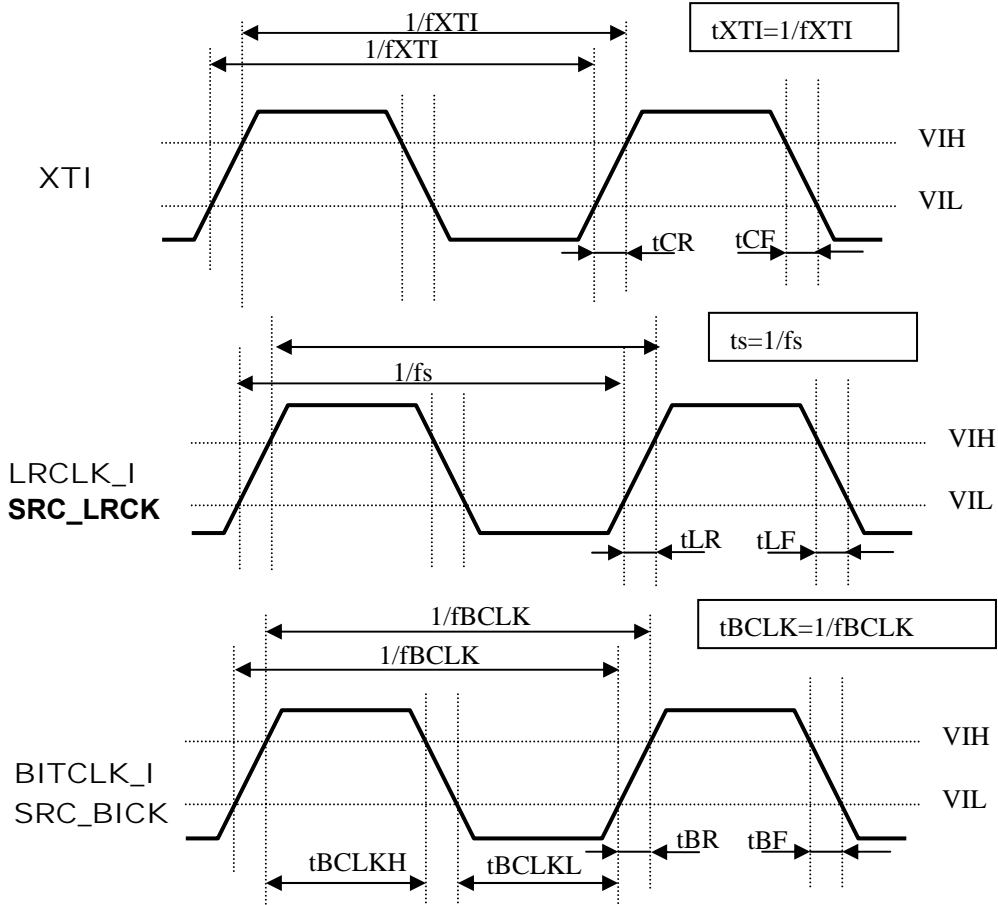 1/fXTI
tXTI=1/fXTI
1/fXTI
VIH
XTI
VIL
tCR
tCF
ts=1/fs
1/fs
VIH
LRCLK_I
SRC_LRCK
VIL
tLR
tLF
1/fBCLK
tBCLK=1/fBCLK
1/fBCLK
VIH
BITCLK_I
SRC_BICK
VIL
tBR
tBF
tBCLKH
tBCLKL